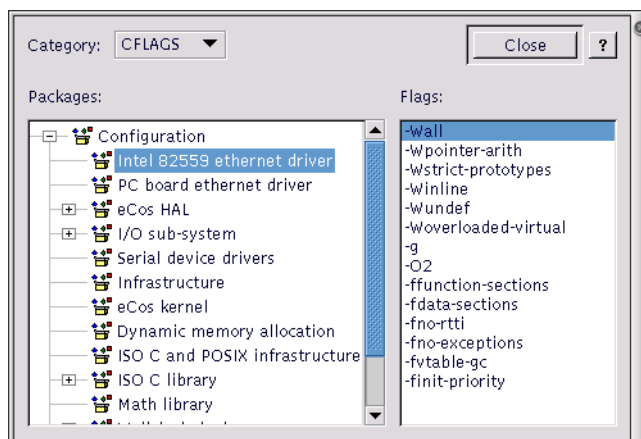 Category: CFLAGS Close ?
Packages: Flags:
Configuration
Intel 82559 ethernet driver
PC board ethernet driver
eCos HAL
I/O sub-system
Serial device drivers
Infrastructure
eCos kernel
Dynamic memory allocation
ISO C and POSIX infrastructure
ISO C library
Math library
-Wall
-Wpointer-arith
-Wstrict-prototypes
-Winline
-Wundef
-Woverloaded-virtual
-g
-O2
-ffunction-sections
-fdata-sections
-fno-rtti
-fno-exceptions
-fvtable-gc
-finit-priority